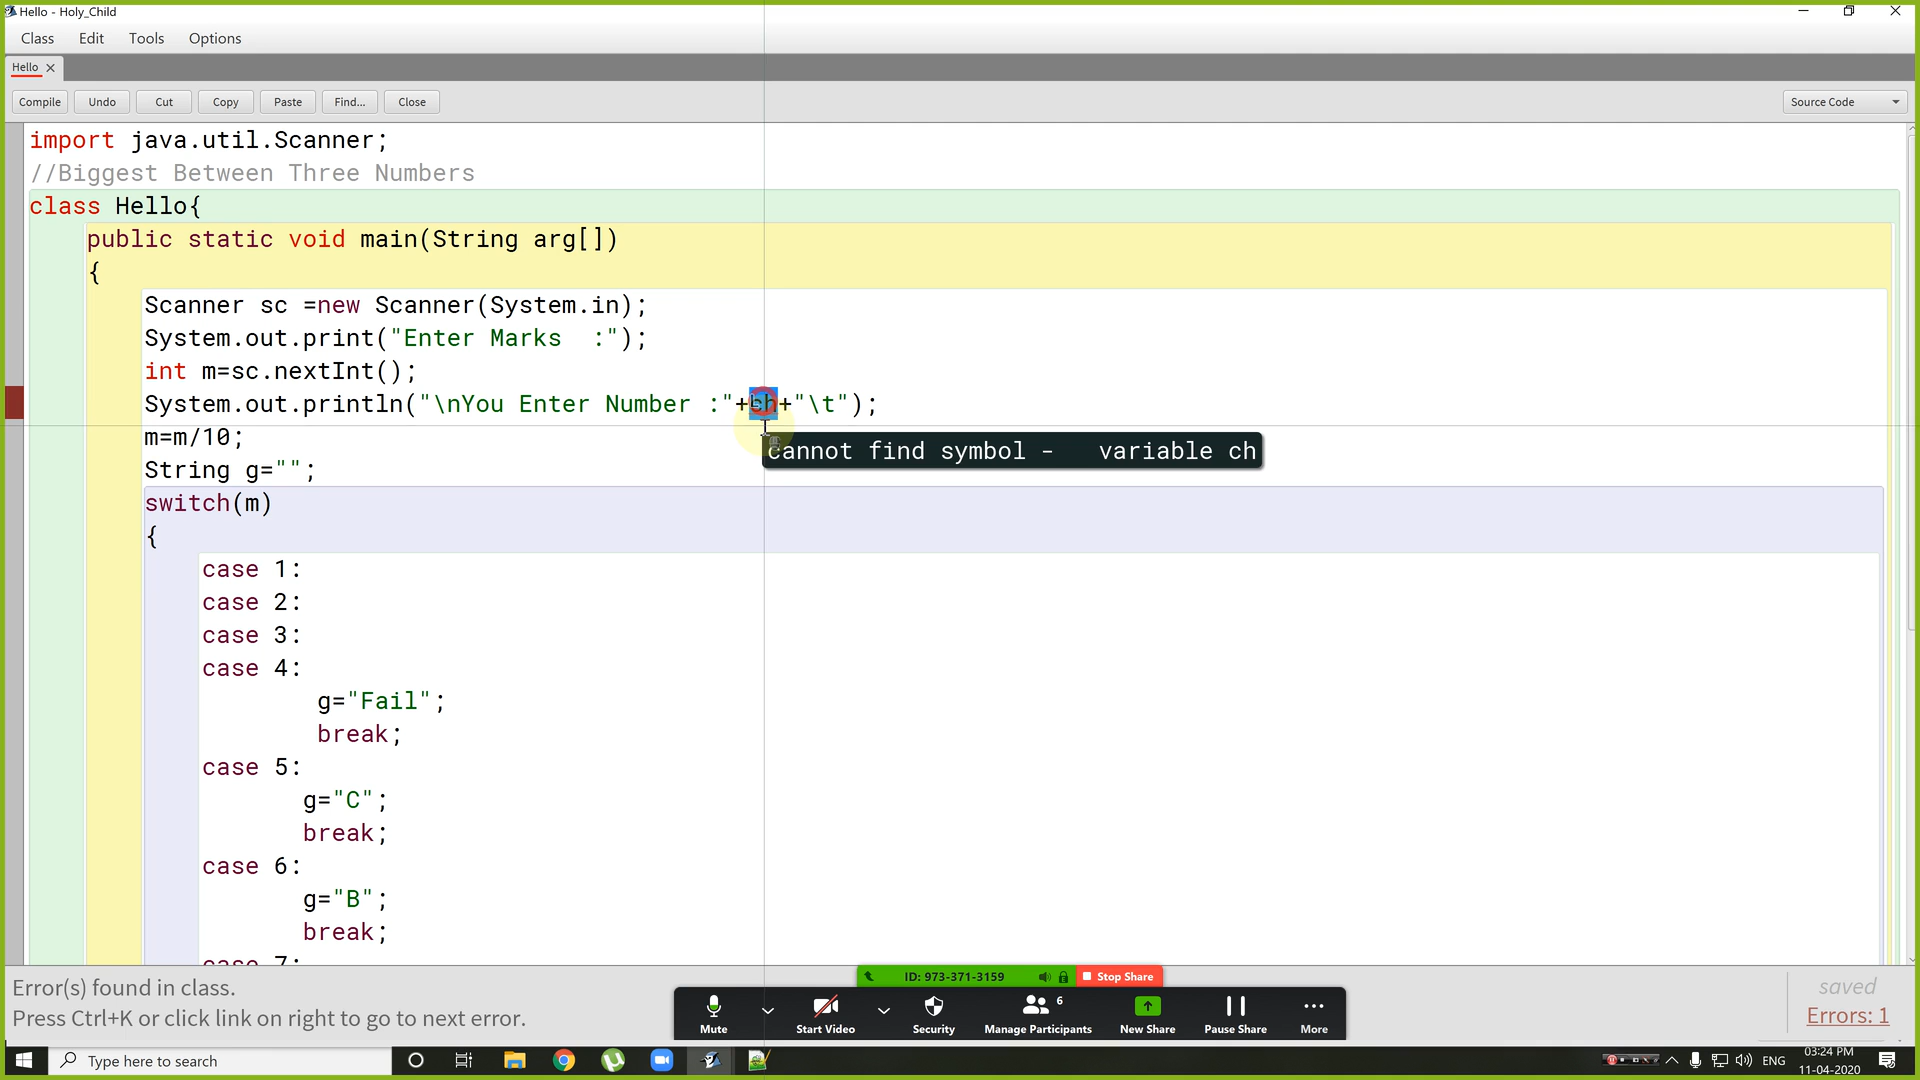 Hello - Holy_Child
Class Edit Tools Options
Hello
Compile Undo Cut Copy Paste Find... Close Source Code
import java.util.Scanner;
//Biggest Between Three Numbers
class Hello{
public static void main(String arg[])
{
Scanner sc =new Scanner(System.in);
System.out.print("Enter Marks  :");
int m=sc.nextInt();
System.out.println("\nYou Enter Number :"+ch+"\t");
cannot find symbol -   variable ch
m=m/10;
String g="";
switch(m)
{
case 1:
case 2:
case 3:
case 4:
g="Fail";
break;
case 5:
g="C";
break;
case 6:
g="B";
break;
case 7:
Error(s) found in class.
Press Ctrl+K or click link on right to go to next error.
saved
Errors: 1
ID: 973-371-3159 Stop Share
6
Mute Start Video Security Manage Participants New Share Pause Share More
Type here to search
ENG
03:24 PM
11-04-2020